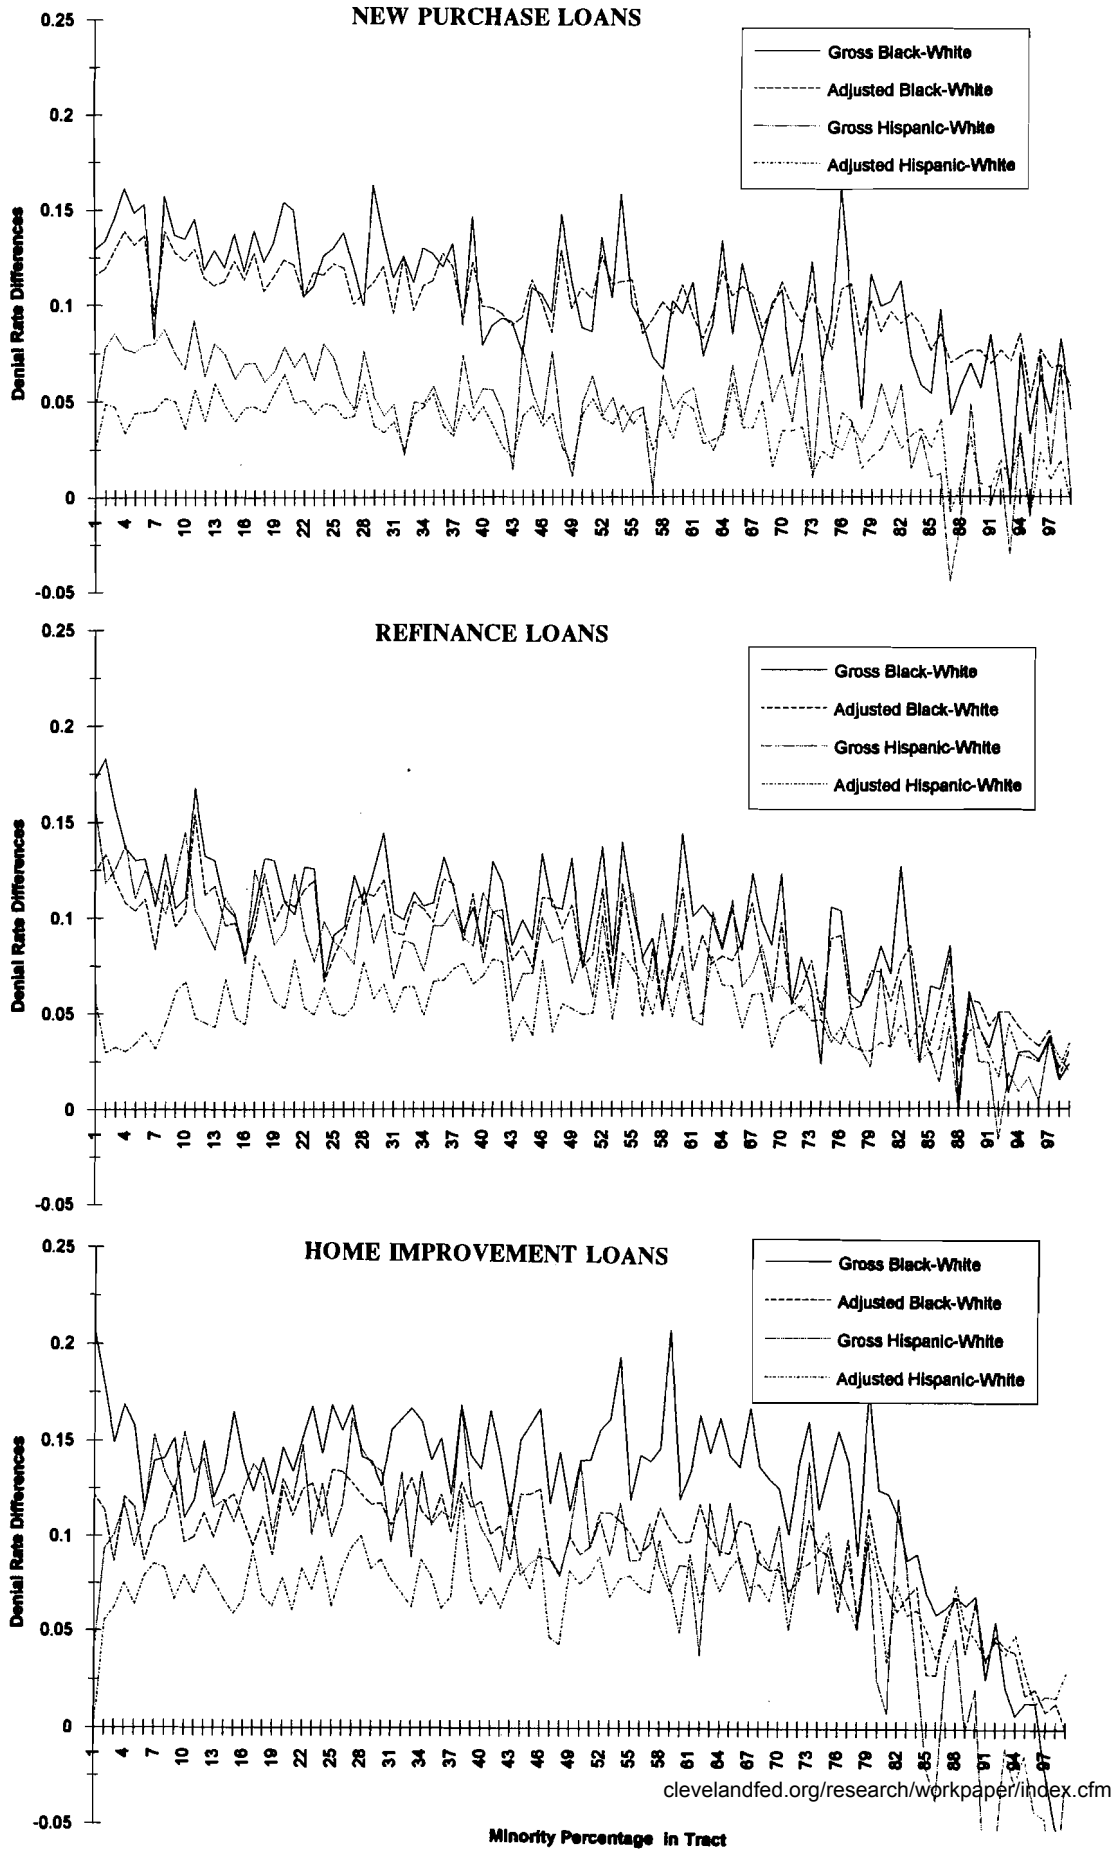 NEW PURCHASE LOANS
0.25
0.2
0.15
0.1
0.05
0
-0.05
Denial Rate Differences
Gross Black-White
Adjusted Black-White
Gross Hispanic-White
Adjusted Hispanic-White
1 4 7 10 13 16 19 22 25 28 31 34 37 40 43 46 49 52 55 58 61 64 67 70 73 76 79 82 85 88 91 94 97
REFINANCE LOANS
0.25
0.2
0.15
0.1
0.05
0
-0.05
Denial Rate Differences
Gross Black-White
Adjusted Black-White
Gross Hispanic-White
Adjusted Hispanic-White
1 4 7 10 13 16 19 22 25 28 31 34 37 40 43 46 49 52 55 58 61 64 67 70 73 76 79 82 85 88 91 94 97
HOME IMPROVEMENT LOANS
0.25
0.2
0.15
0.1
0.05
0
-0.05
Denial Rate Differences
Gross Black-White
Adjusted Black-White
Gross Hispanic-White
Adjusted Hispanic-White
1 4 7 10 13 16 19 22 25 28 31 34 37 40 43 46 49 52 55 58 61 64 67 70 73 76 79 82 85 88 91 94 97
clevelandfed.org/research/workpaper/index.cfm
Minority Percentage in Tract